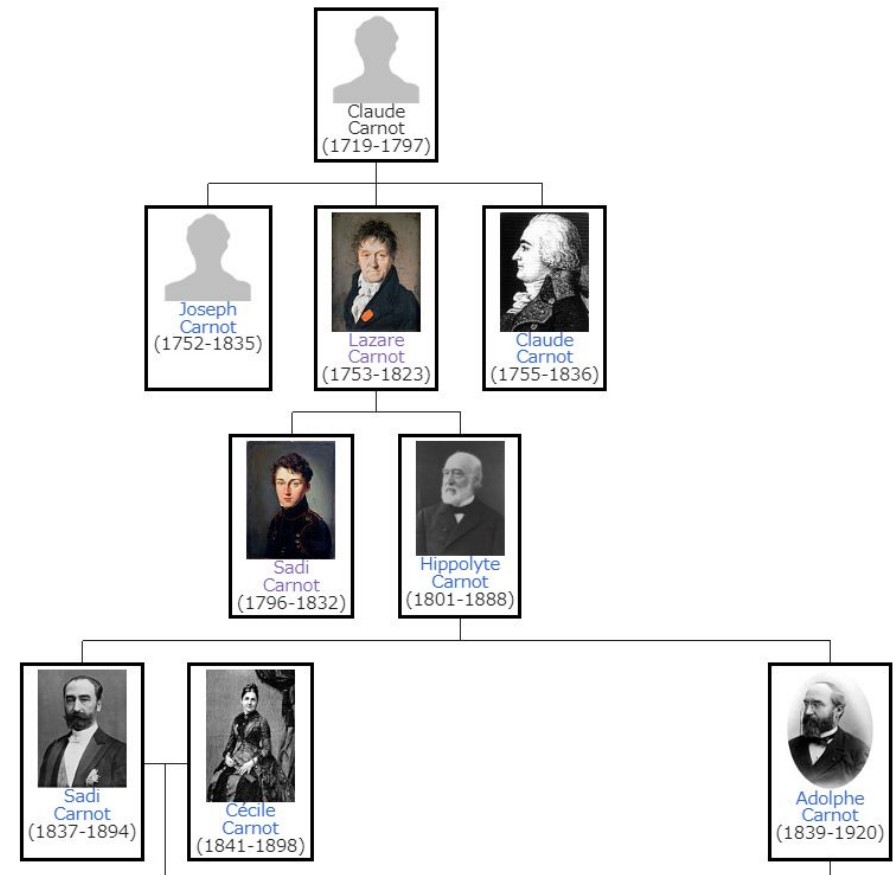 Claude
Carnot
(1719-1797)
Joseph
Carnot
(1752-1835)
Lazare
Carnot
(1753-1823)
Claude
Carnot
(1755-1836)
Sadi
Carnot
(1796-1832)
Hippolyte
Carnot
(1801-1888)
Sadi
Carnot
(1837-1894)
Cécile
Carnot
(1841-1898)
Adolphe
Carnot
(1839-1920)